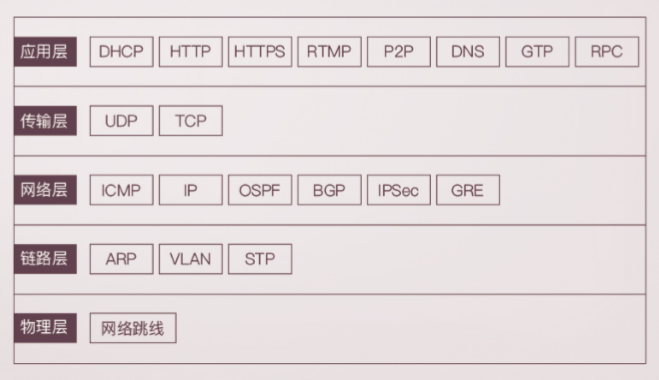 应用层 DHCP HTTP HTTPS RTMP P2P DNS GTP RPC
传输层 UDP TCP
网络层 ICMP IP OSPF BGP IPSec GRE
链路层 ARP VLAN STP
物理层 网络跳线